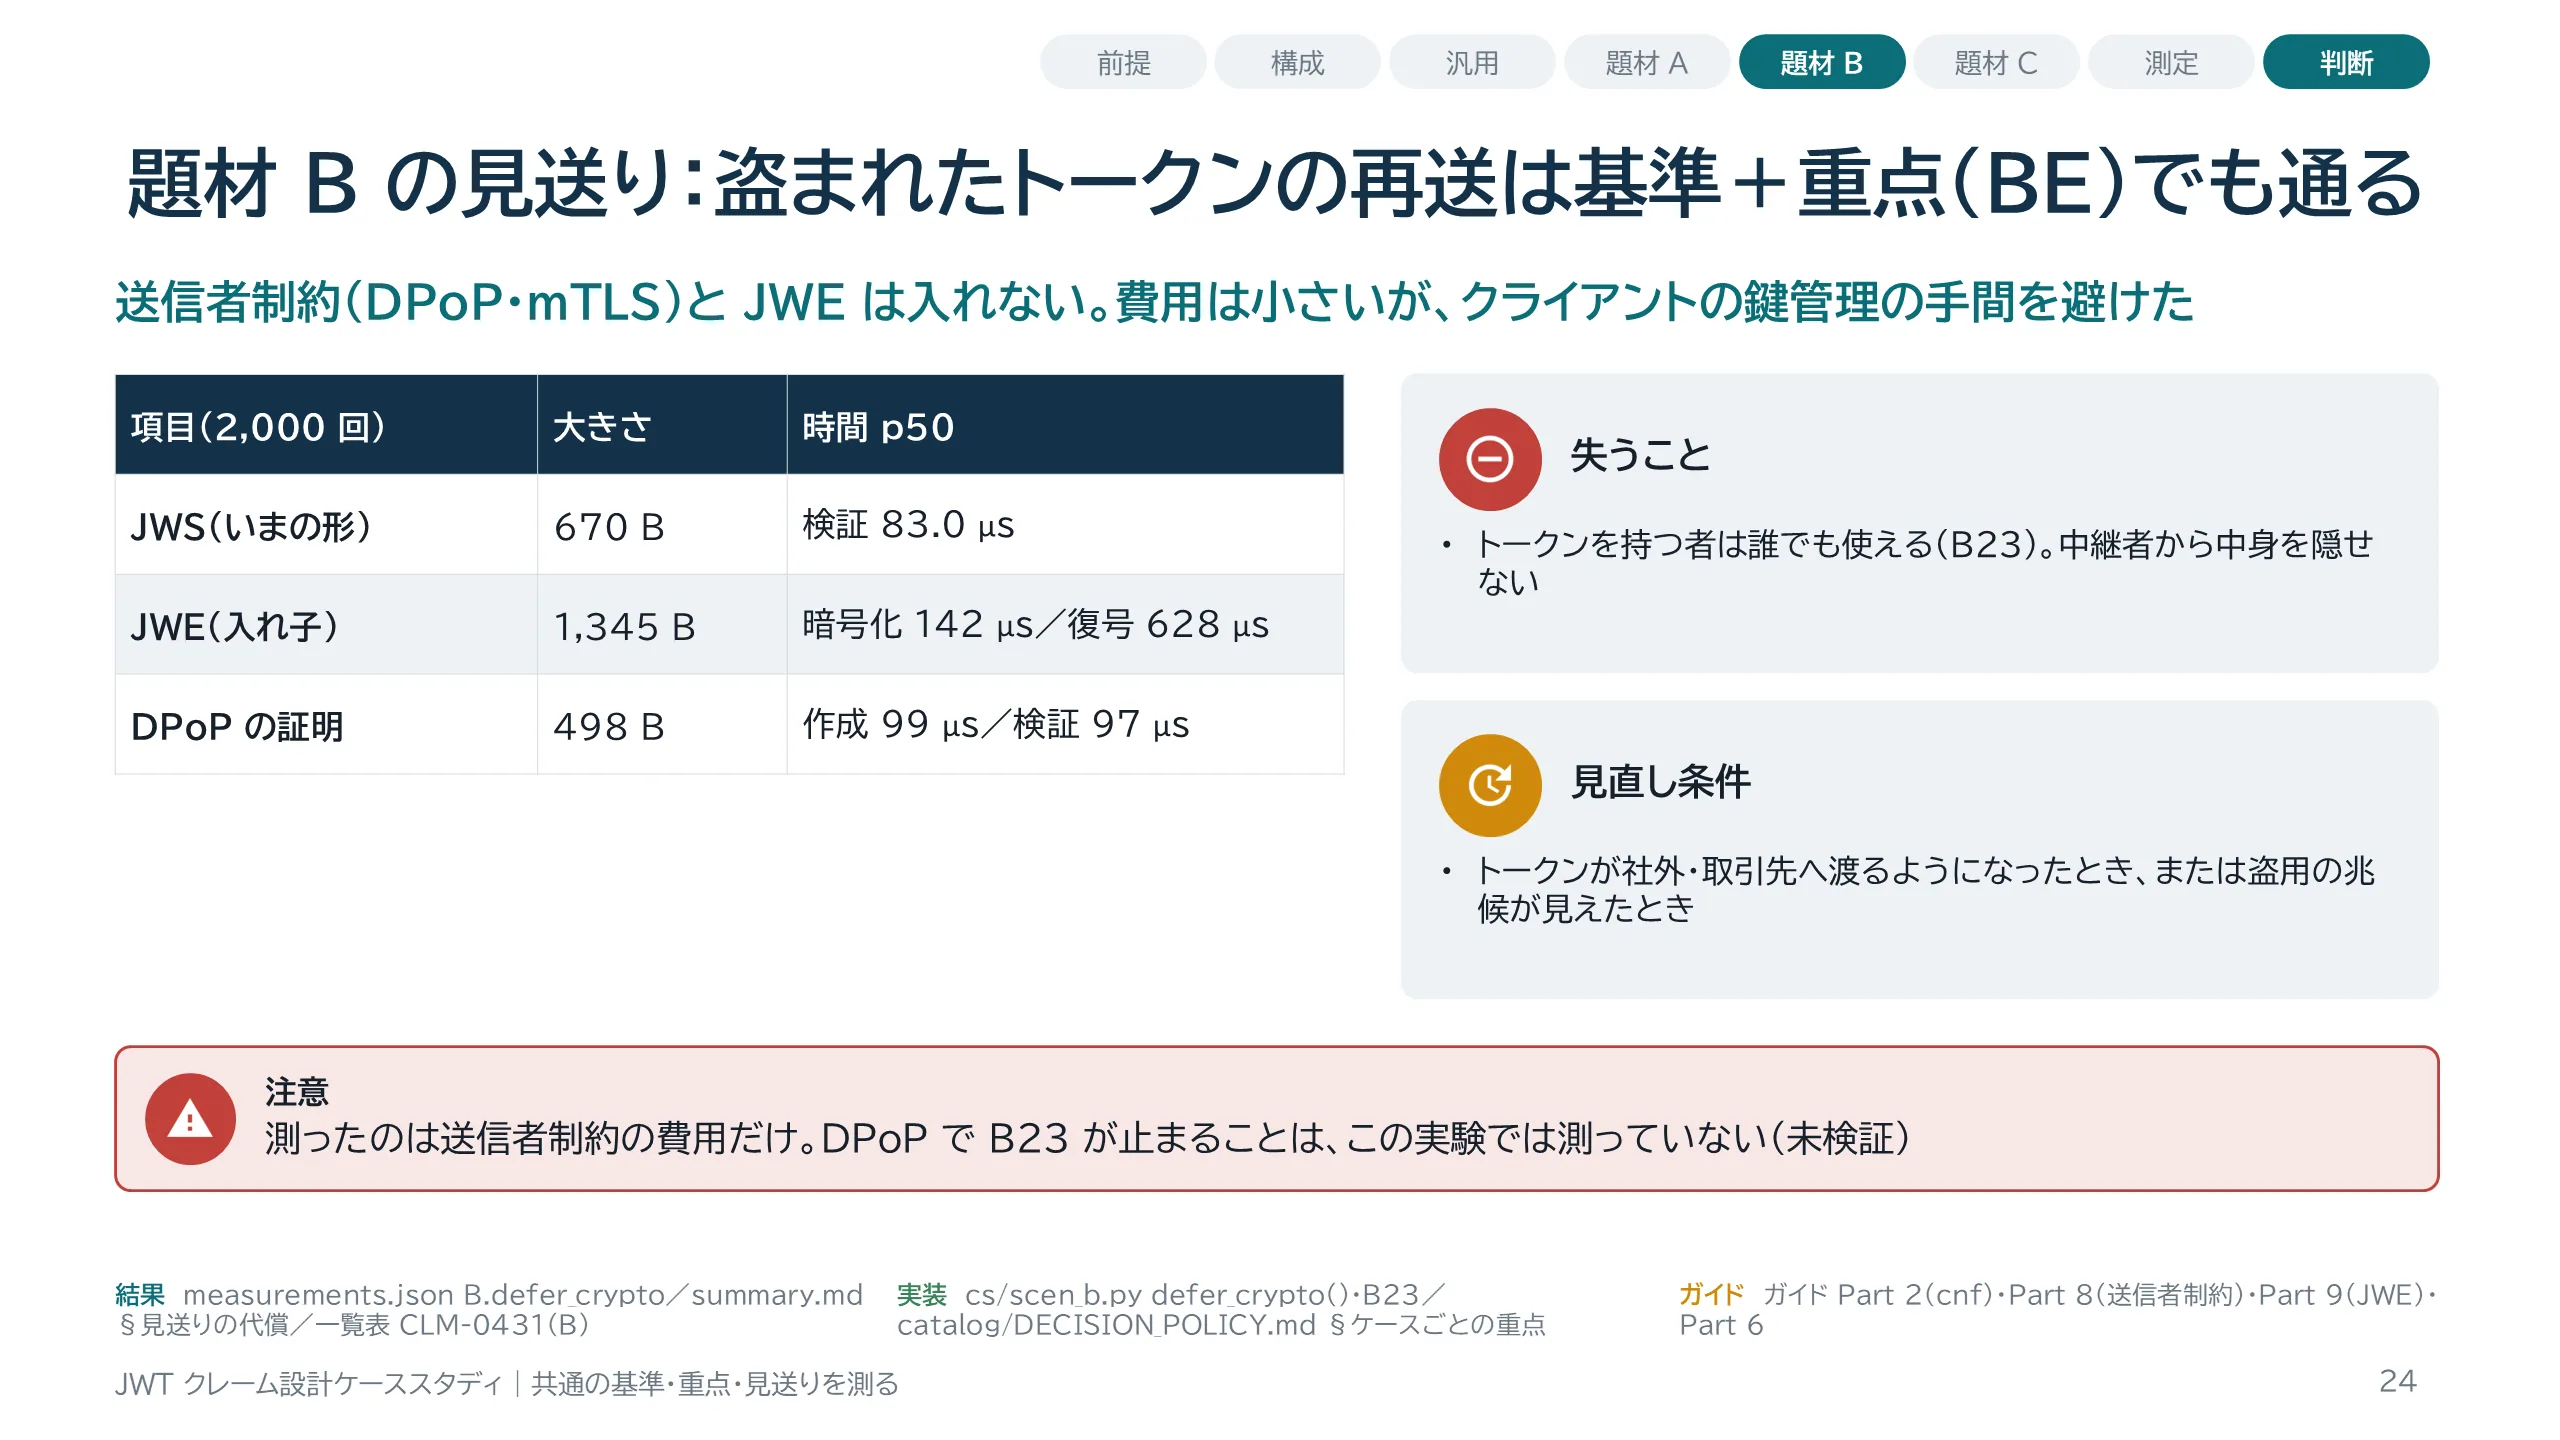 前提 構成 汎用 題材 A 題材 B 題材 C 測定 判断
題材 B の見送り：盗まれたトークンの再送は基準＋重点（BE）でも通る
送信者制約（DPoP・mTLS）と JWE は入れない。費用は小さいが、クライアントの鍵管理の手間を避けた
項目（2,000 回） 大きさ 時間 p50
JWS（いまの形） 670 B 検証 83.0 µs
JWE（入れ子） 1,345 B 暗号化 142 µs／復号 628 µs
DPoP の証明 498 B 作成 99 µs／検証 97 µs
失うこと
・ トークンを持つ者は誰でも使える（B23）。中継者から中身を隠せ
ない
見直し条件
・ トークンが社外・取引先へ渡るようになったとき、または盗用の兆
候が見えたとき
注意
測ったのは送信者制約の費用だけ。DPoP で B23 が止まることは、この実験では測っていない（未検証）
結果 measurements.json B.defer_crypto／summary.md
§見送りの代償／一覧表 CLM-0431（B）
実装 cs/scen_b.py defer_crypto()・B23／
catalog/DECISION_POLICY.md §ケースごとの重点
ガイド ガイド Part 2（cnf）・Part 8（送信者制約）・Part 9（JWE）・
Part 6
JWT クレーム設計ケーススタディ｜共通の基準・重点・見送りを測る
24